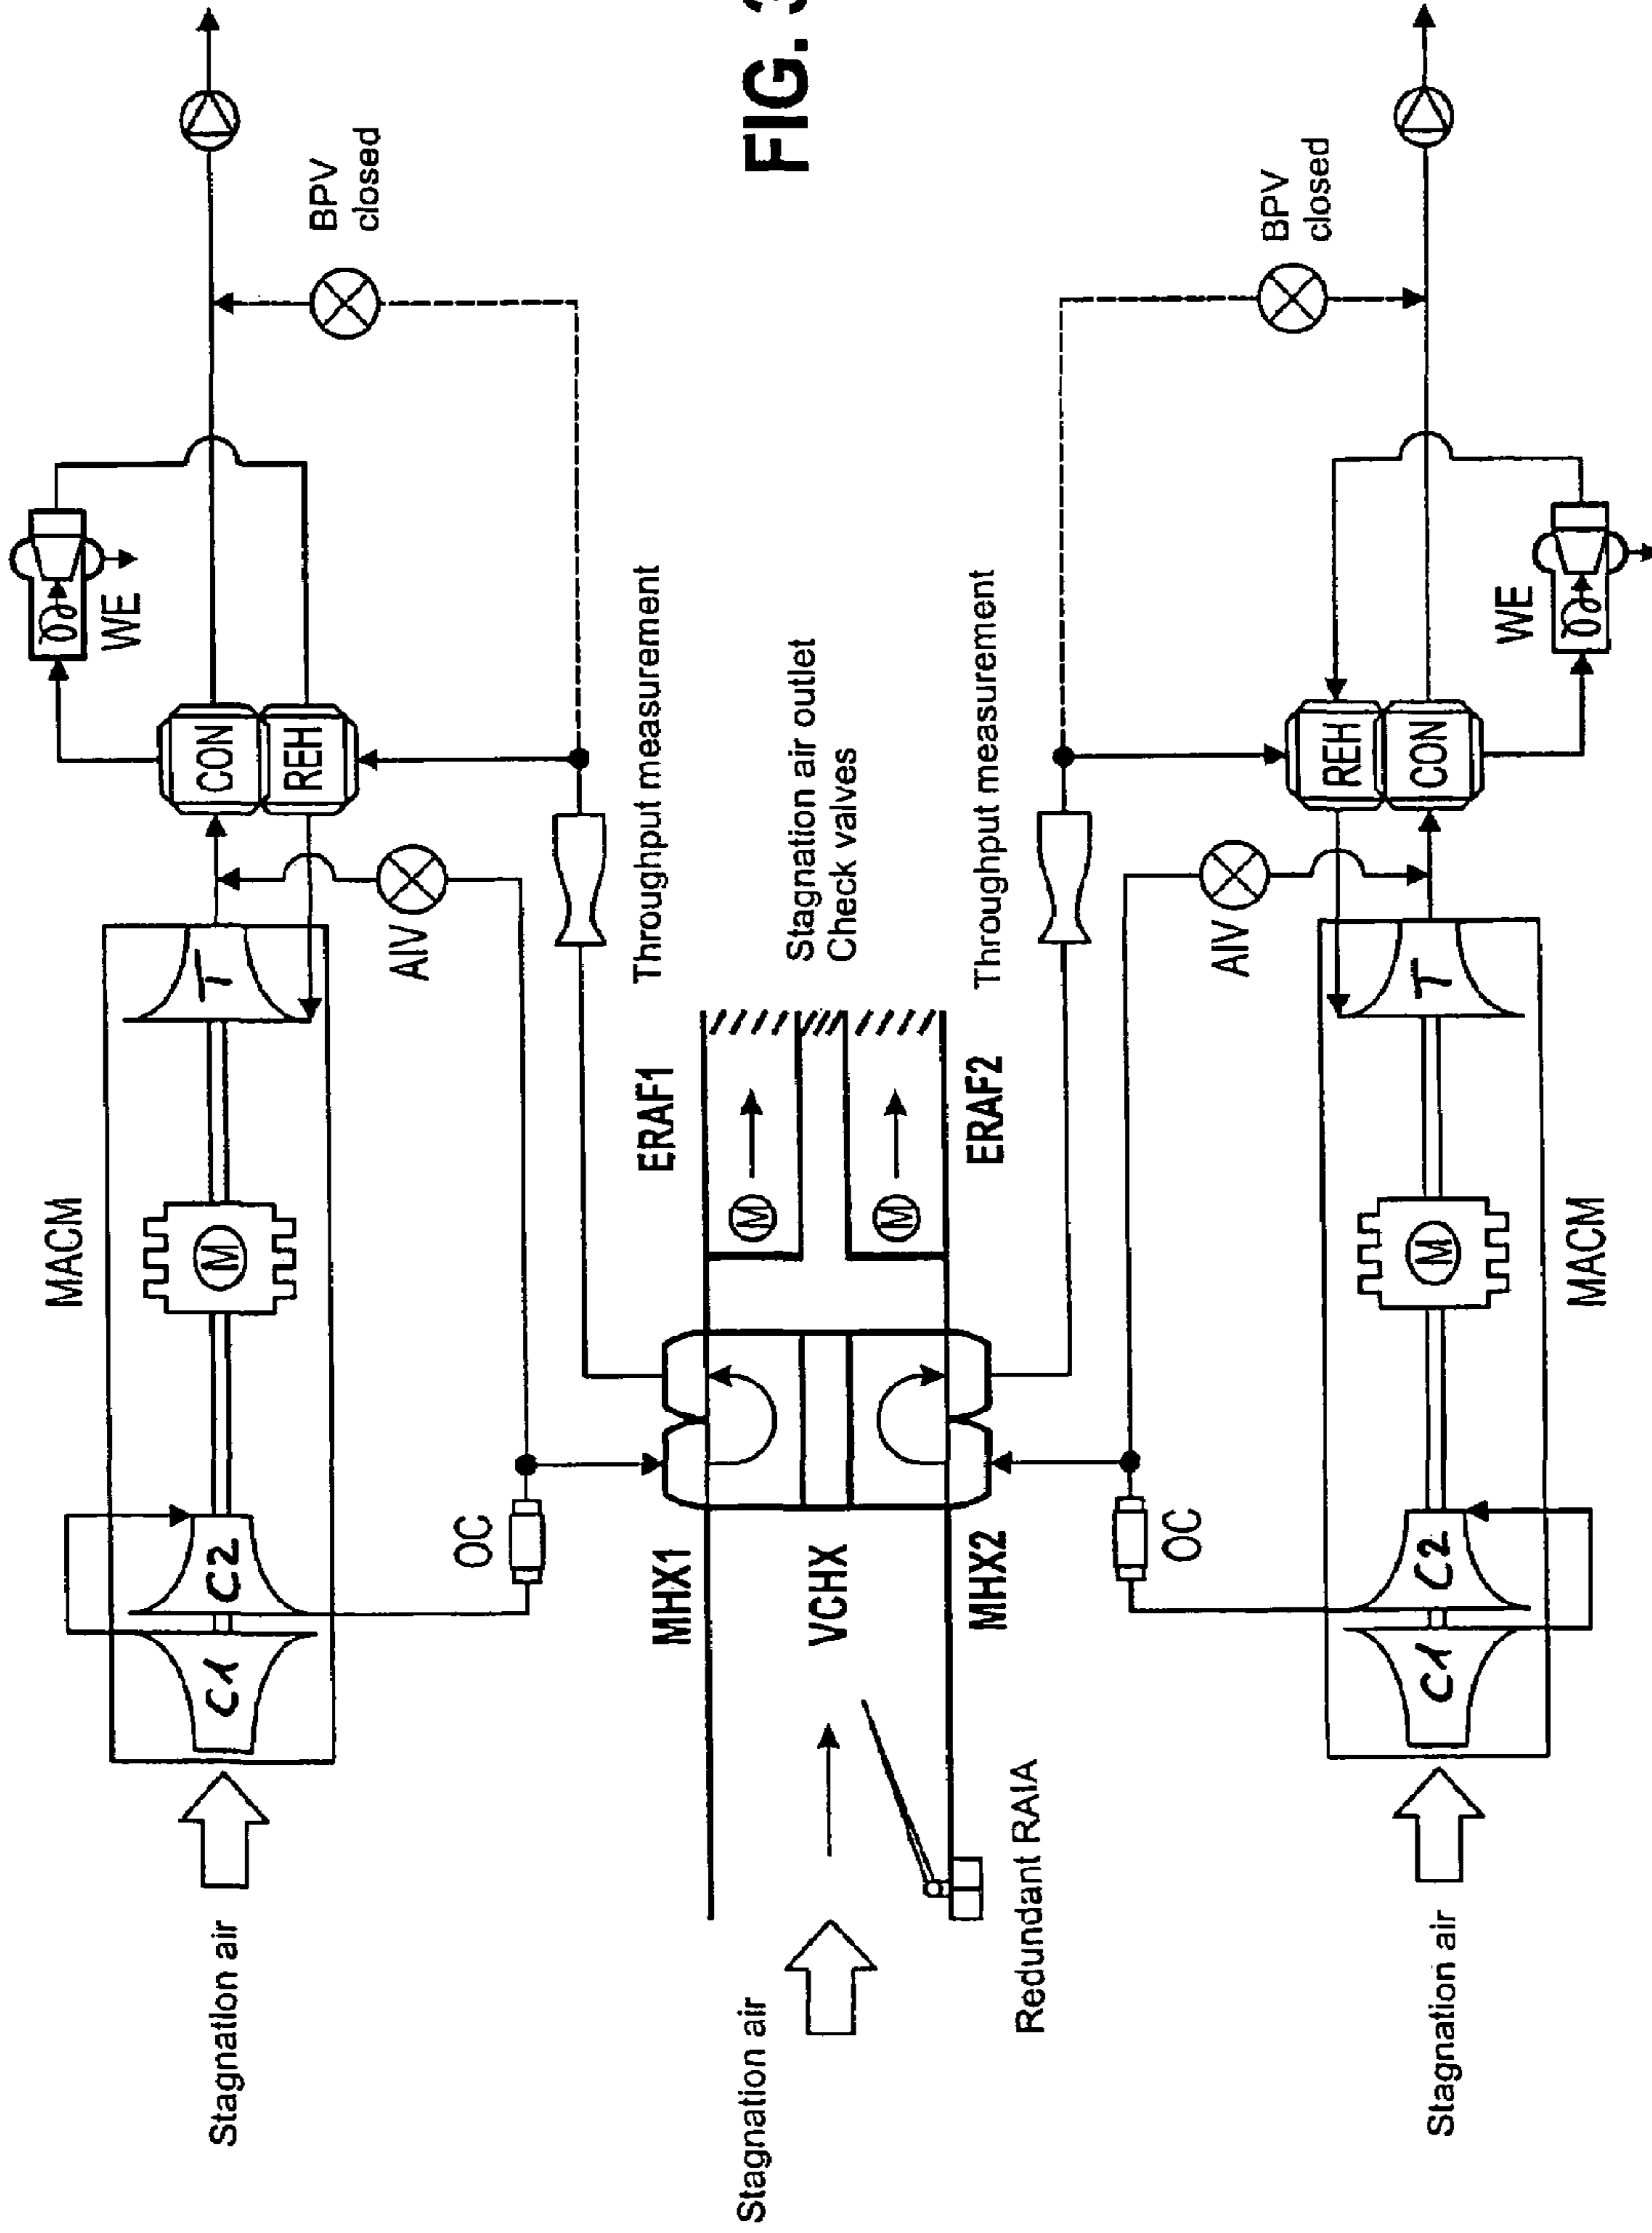 WE
BPV
closed
CON
REH
MACM
T
M
C2
C1
AIV
Stagnation air
OC
Throughput measurement
FIG. 3
ERAF1
MHX1
M
Stagnation air outlet
Check valves
VCHX
Stagnation air
M
ERAF2
MHX2
Redundant RAIA
Throughput measurement
OC
AIV
BPV
closed
REH
CON
WE
T
M
C2
C1
Stagnation air
MACM